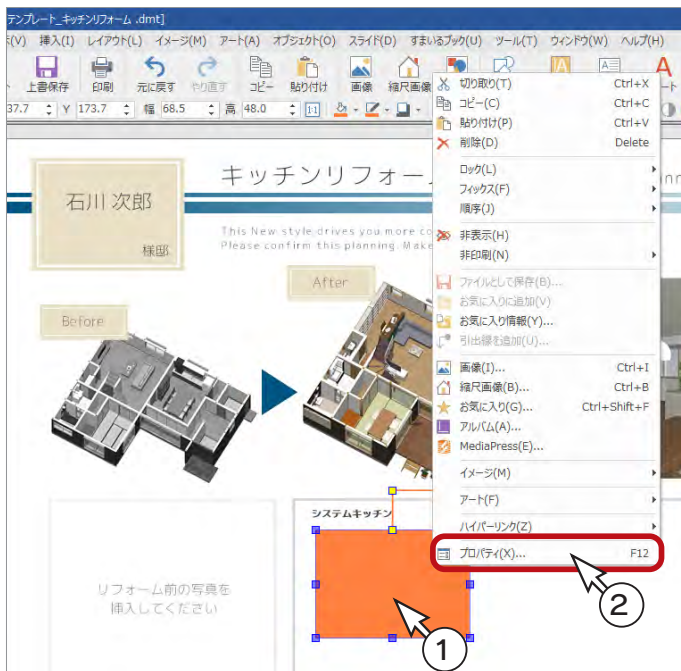 テンプレート_キッチンリフォーム .dmt]
(V) 挿入(I) レイアウト(L) イメージ(M) アート(A) オブジェクト(O) スライド(D) すまいるブック(U) ツール(T) ウィンドウ(W) ヘルプ(H)
上書保存 印刷 元に戻す やり直す コピー 貼り付け 画像 縮尺画像
37.7 Y 173.7 幅 68.5 高 48.0 1:1
切り取り(T) Ctrl+X
コピー(C) Ctrl+C
貼り付け(P) Ctrl+V
削除(D) Delete
ロック(L)
フィックス(F)
順序(J)
非表示(H)
非印刷(N)
ファイルとして保存(B)...
お気に入りに追加(V)
お気に入り情報(Y)...
引出線を追加(U)...
画像(I)... Ctrl+I
縮尺画像(B)... Ctrl+B
お気に入り(G)... Ctrl+Shift+F
アルバム(A)...
MediaPress(E)...
イメージ(M)
アート(F)
ハイパーリンク(Z)
プロパティ(X)... F12
キッチンリフォー
石川 次郎
様邸
This New style drives you more co
Please confirm this planning. Make
Before
After
システムキッチン
リフォーム前の写真を
挿入してください
1
2